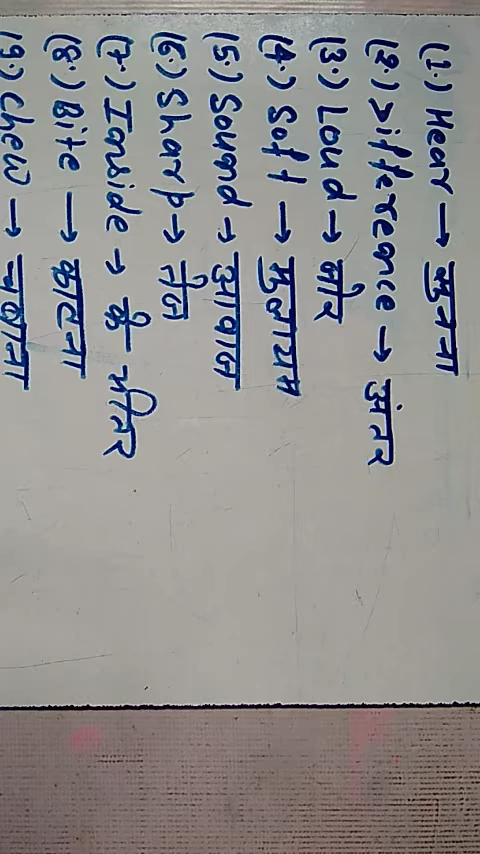 (1.) Hear → सुनना
(2.) Differeance → अंतर
(3.) Loud → जोर
(4.) Soft → मुलायम
(5.) Sound → आवाज
(6.) Sharp → तेज
(7.) Inside → के भीतर
(8.) Bite → काटना
(9.) Chew → चबाना